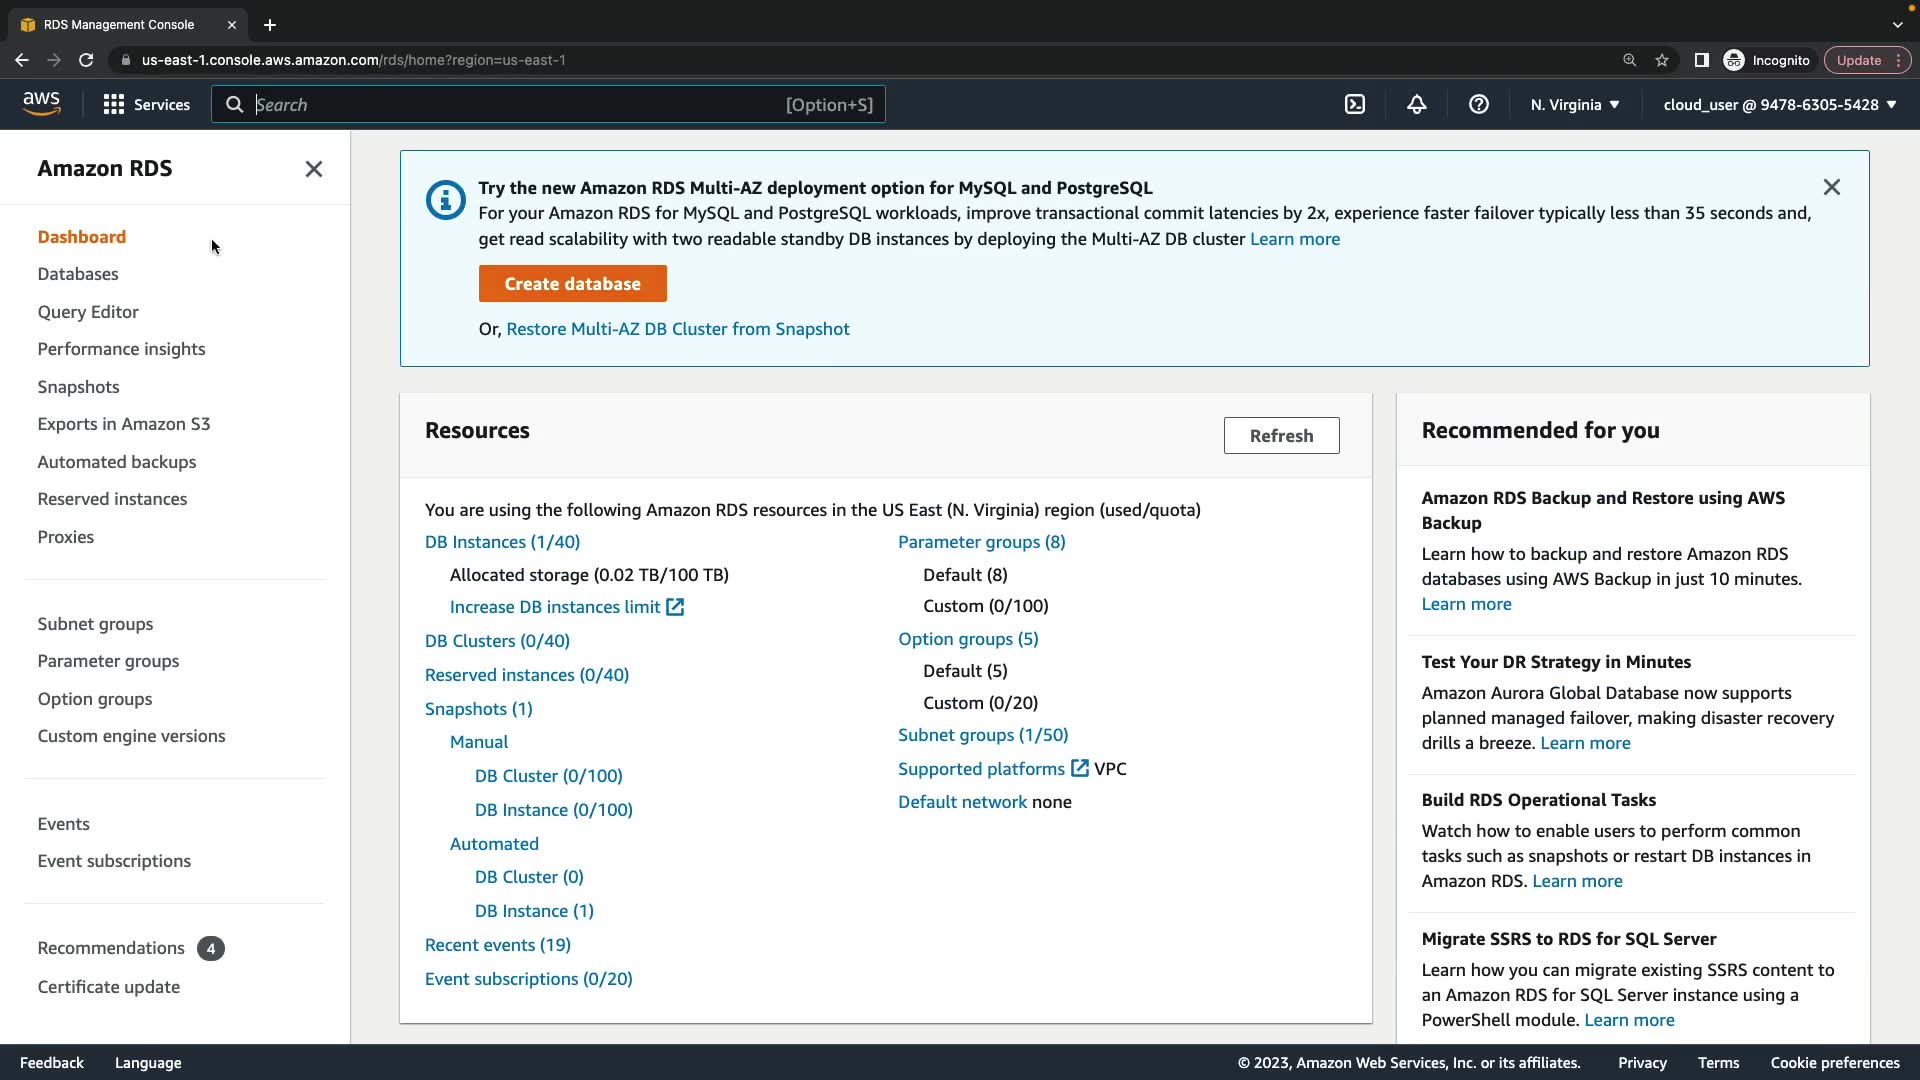 RDS Management Console
us-east-1.console.aws.amazon.com/rds/home?region=us-east-1
Incognito
Update
aws
Services
Search
[Option+S]
N. Virginia
cloud_user @ 9478-6305-5428
Amazon RDS
Dashboard
Databases
Query Editor
Performance insights
Snapshots
Exports in Amazon S3
Automated backups
Reserved instances
Proxies
Subnet groups
Parameter groups
Option groups
Custom engine versions
Events
Event subscriptions
Recommendations 4
Certificate update
Try the new Amazon RDS Multi-AZ deployment option for MySQL and PostgreSQL
For your Amazon RDS for MySQL and PostgreSQL workloads, improve transactional commit latencies by 2x, experience faster failover typically less than 35 seconds and,
get read scalability with two readable standby DB instances by deploying the Multi-AZ DB cluster Learn more
Create database
Or, Restore Multi-AZ DB Cluster from Snapshot
Resources
Refresh
You are using the following Amazon RDS resources in the US East (N. Virginia) region (used/quota)
DB Instances (1/40)
Allocated storage (0.02 TB/100 TB)
Increase DB instances limit
DB Clusters (0/40)
Reserved instances (0/40)
Snapshots (1)
Manual
DB Cluster (0/100)
DB Instance (0/100)
Automated
DB Cluster (0)
DB Instance (1)
Recent events (19)
Event subscriptions (0/20)
Parameter groups (8)
Default (8)
Custom (0/100)
Option groups (5)
Default (5)
Custom (0/20)
Subnet groups (1/50)
Supported platforms VPC
Default network none
Recommended for you
Amazon RDS Backup and Restore using AWS
Backup
Learn how to backup and restore Amazon RDS
databases using AWS Backup in just 10 minutes.
Learn more
Test Your DR Strategy in Minutes
Amazon Aurora Global Database now supports
planned managed failover, making disaster recovery
drills a breeze. Learn more
Build RDS Operational Tasks
Watch how to enable users to perform common
tasks such as snapshots or restart DB instances in
Amazon RDS. Learn more
Migrate SSRS to RDS for SQL Server
Learn how you can migrate existing SSRS content to
an Amazon RDS for SQL Server instance using a
PowerShell module. Learn more
Feedback
Language
© 2023, Amazon Web Services, Inc. or its affiliates.
Privacy
Terms
Cookie preferences